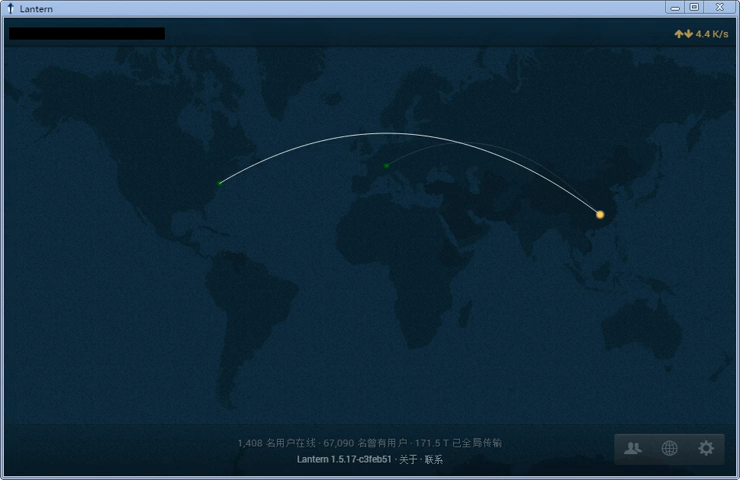 Lantern
4.4 K/s
1,408 名用户在线 · 67,090 名曾有用户 · 171.5 T 已全局传输
Lantern 1.5.17-c3feb51 · 关于 · 联系